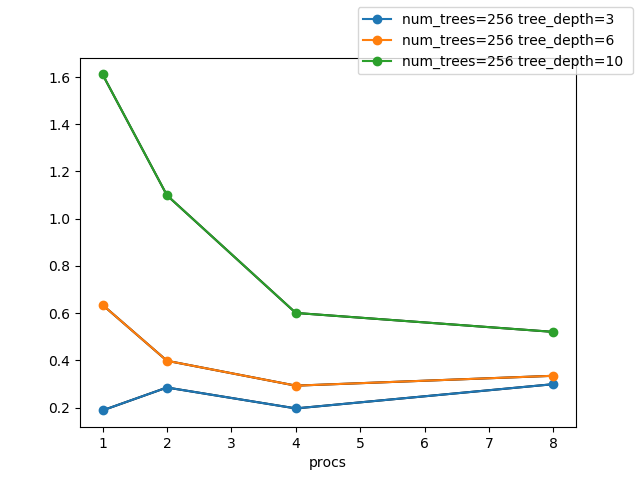 num_trees=256 tree_depth=3
num_trees=256 tree_depth=6
num_trees=256 tree_depth=10
1.6
1.4
1.2
1.0
0.8
0.6
0.4
0.2
1 2 3 4 5 6 7 8
procs